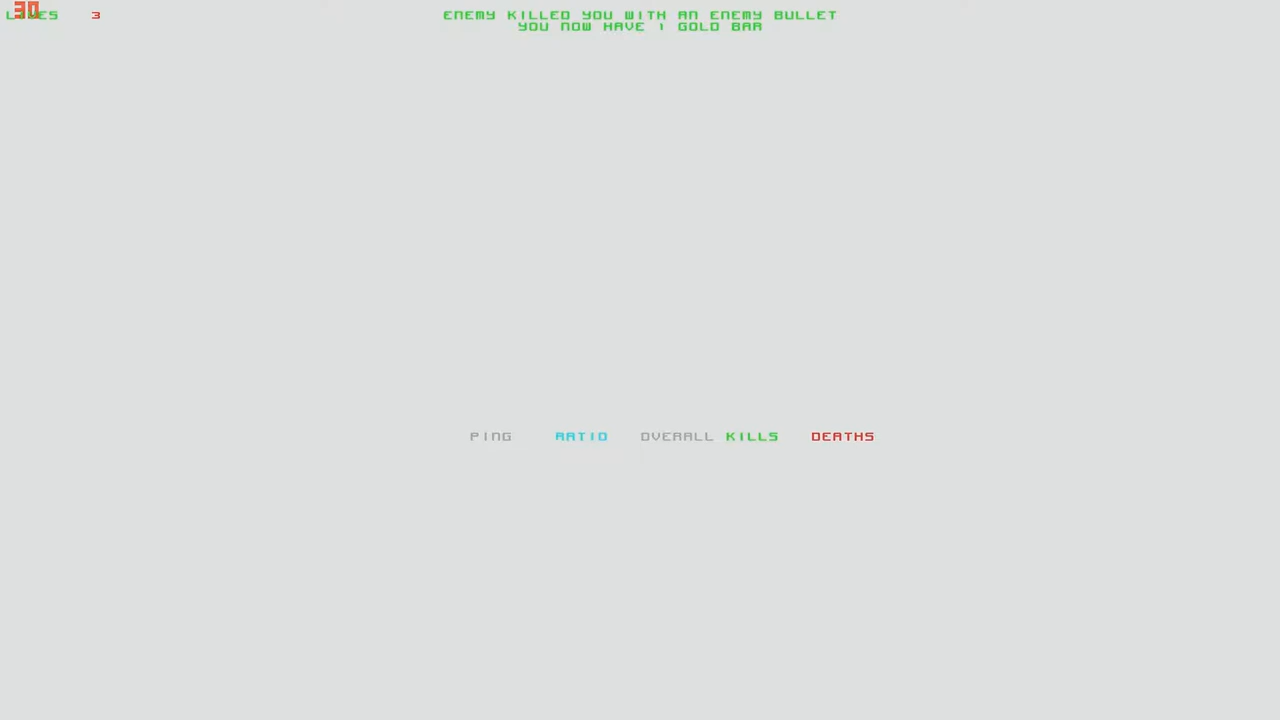 30
LIVES 3
ENEMY KILLED YOU WITH AN ENEMY BULLET
YOU NOW HAVE 1 GOLD BAR
PING RATIO OVERALL KILLS DEATHS